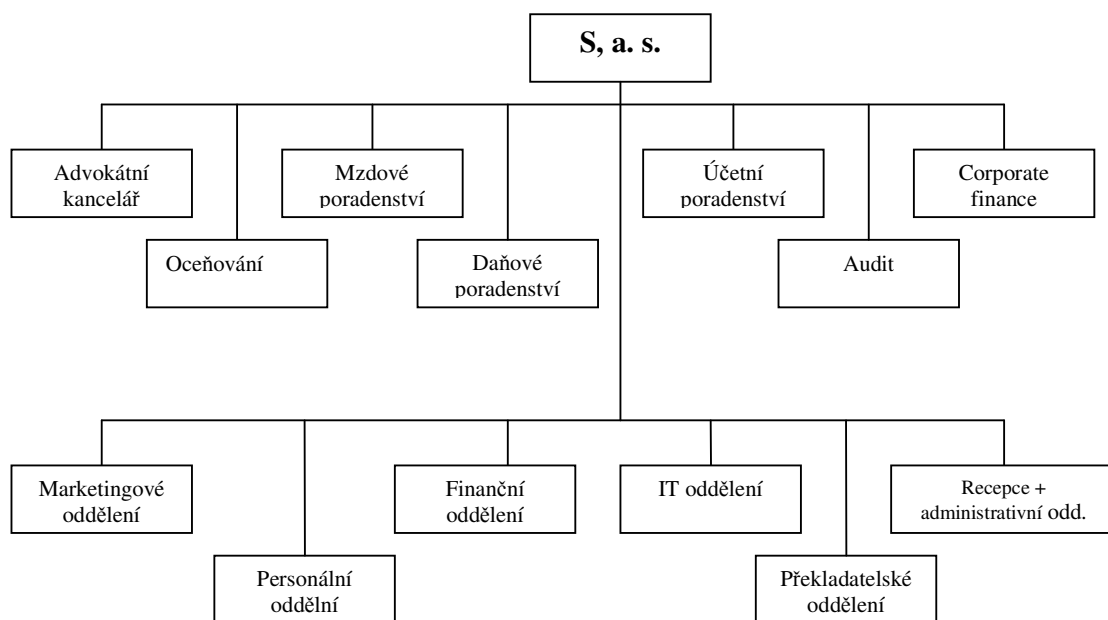 S, a. s.
Advokátní
kancelář
Mzdové
poradenství
Účetní
poradenství
Corporate
finance
Oceňování
Daňové
poradenství
Audit
Marketingové
oddělení
Finanční
oddělení
IT oddělení
Recepce +
administrativní odd.
Personální
oddělní
Překladatelské
oddělení